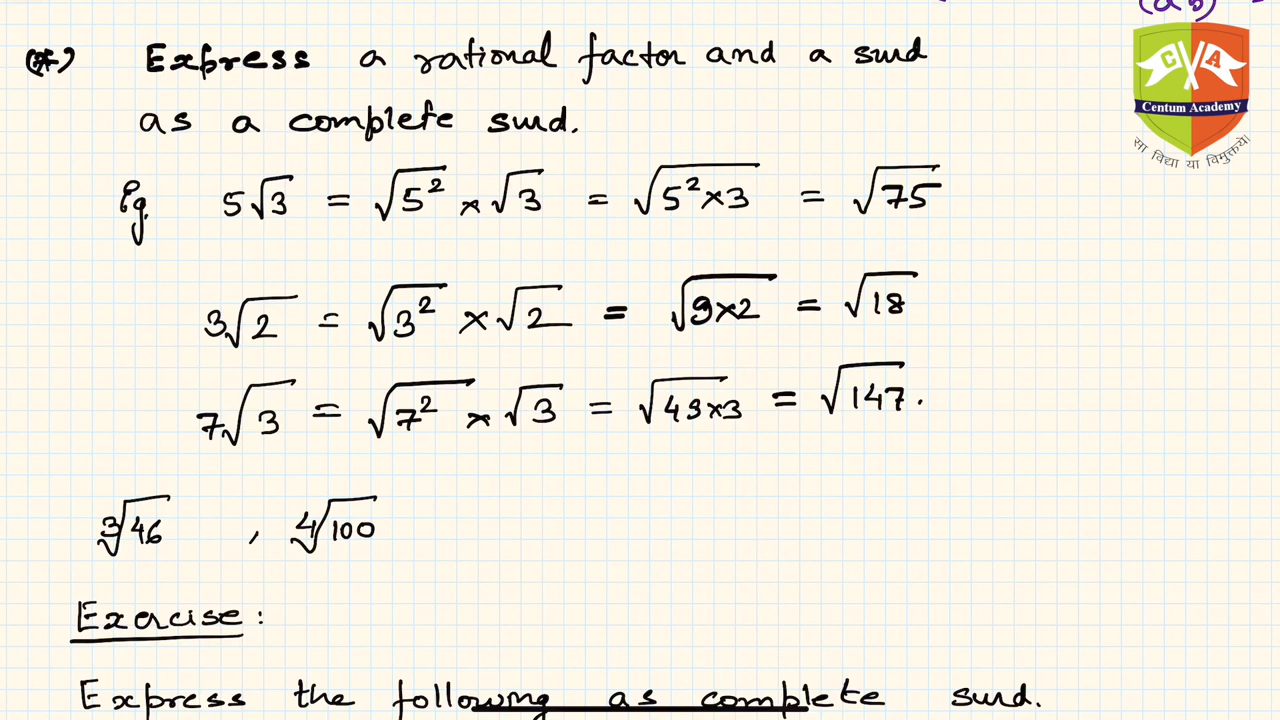 (ab)
(*) Express a rational factor and a surd
as a complete surd.
Eg. 5√3 = √5² × √3 = √5²×3 = √75
3√2 = √3² × √2 = √9×2 = √18
7√3 = √7² × √3 = √49×3 = √147.
∛46 , ∜100
Exercise:
Express the following as complete surd.
C A
Centum Academy
सा विद्या या विमुक्तये